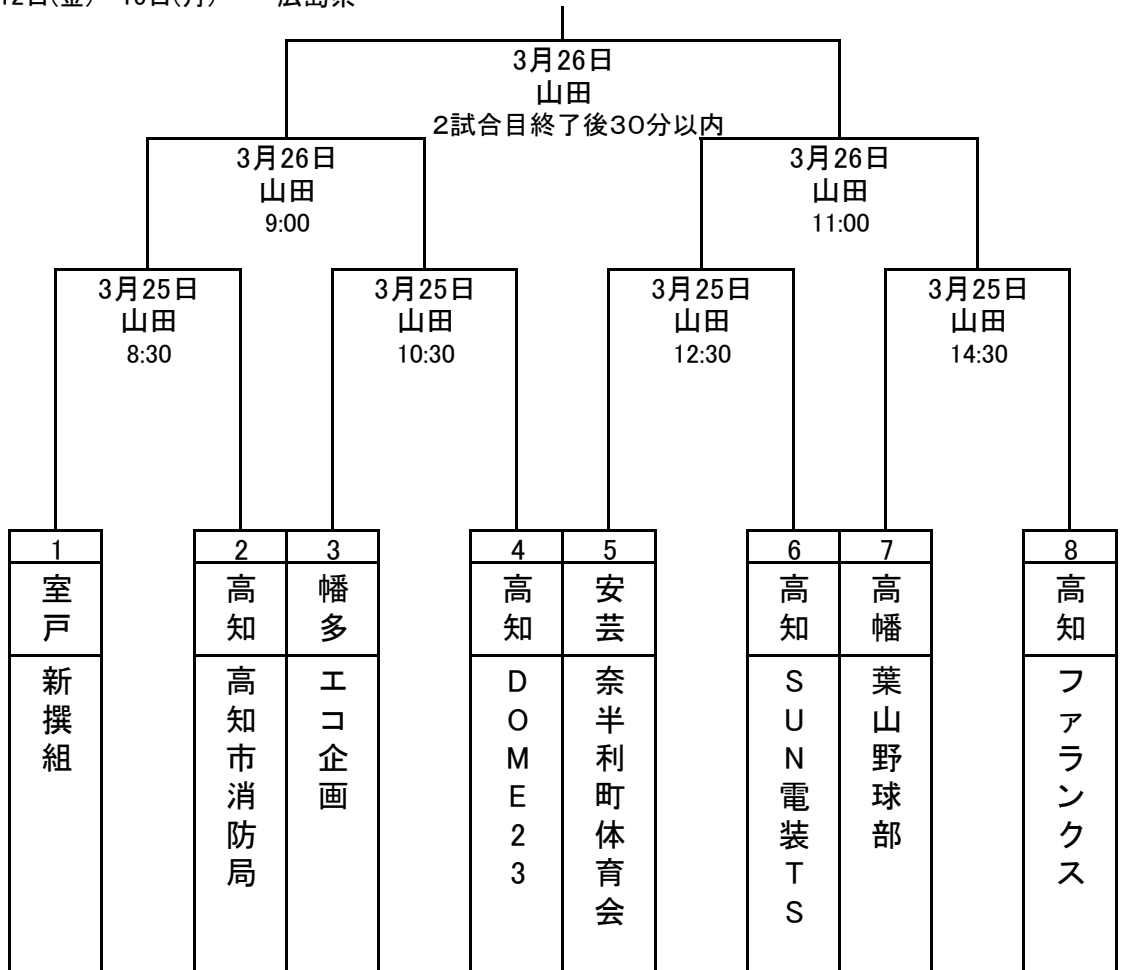 3月26日
山田
2試合目終了後30分以内
3月26日
山田
9:00
3月26日
山田
11:00
3月25日
山田
8:30
3月25日
山田
10:30
3月25日
山田
12:30
3月25日
山田
14:30
1
室戸
新撰組
2
高知
高知市消防局
3
幡多
エコ企画
4
高知
DOME23
5
安芸
奈半利町体育会
6
高知
SUN電装TS
7
高幡
葉山野球部
8
高知
ファランクス